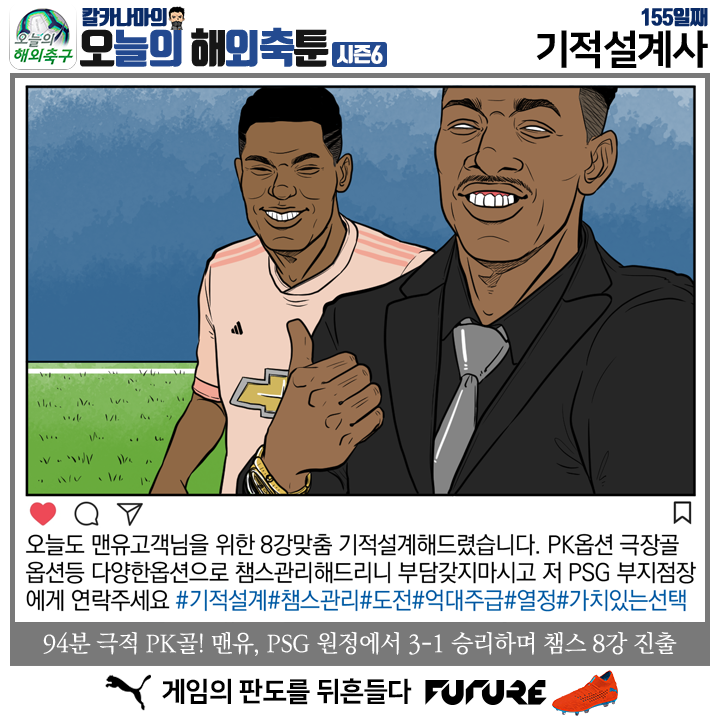 오늘의
해외축구
칼카나마의
오늘의 해외축툰
시즌6
155일째
기적설계사
오늘도 맨유고객님을 위한 8강맞춤 기적설계해드렸습니다. PK옵션 극장골
옵션등 다양한옵션으로 챔스관리해드리니 부담갖지마시고 저 PSG 부지점장
에게 연락주세요 #기적설계#챔스관리#도전#억대주급#열정#가치있는선택
94분 극적 PK골! 맨유, PSG 원정에서 3-1 승리하며 챔스 8강 진출
게임의 판도를 뒤흔들다 FUTURE